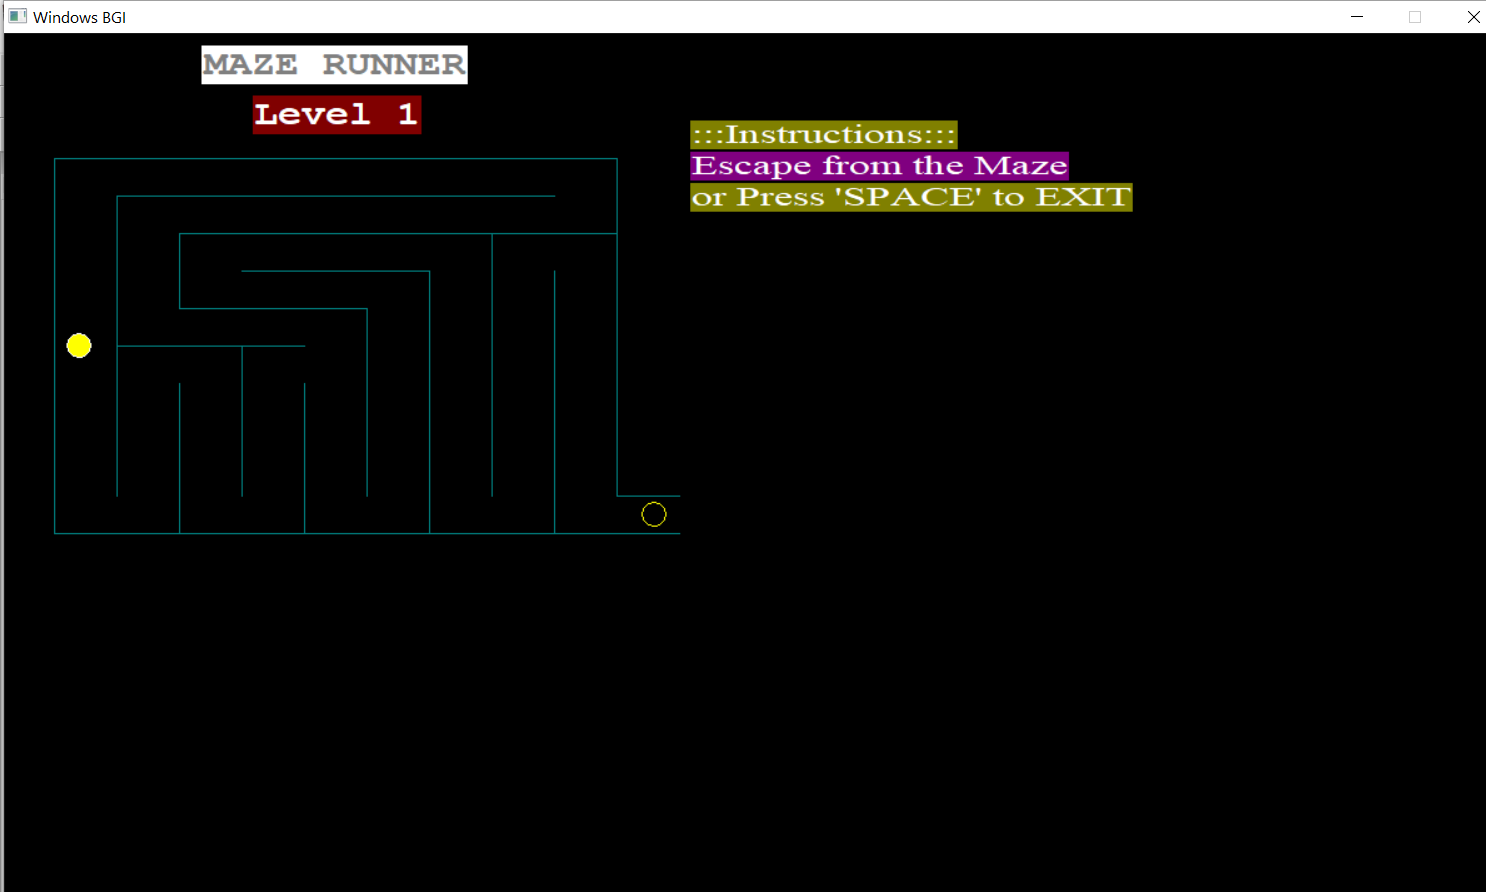 Windows BGI
MAZE RUNNER
Level 1
:::Instructions:::
Escape from the Maze
or Press 'SPACE' to EXIT